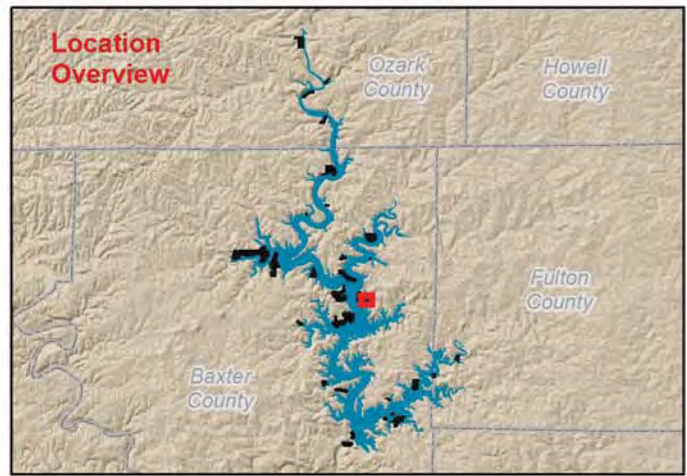 Location
Overview
Ozark
County
Howell
County
Fulton
County
Baxter
County